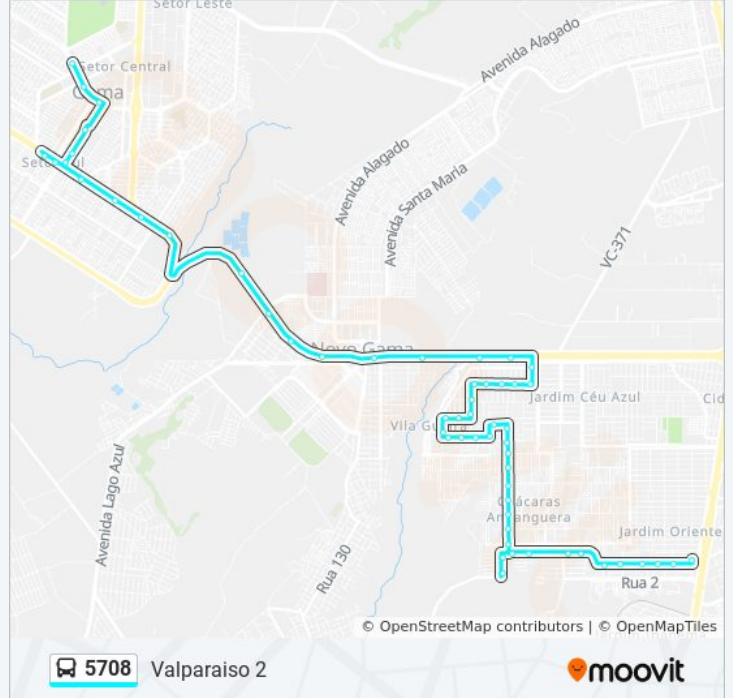 Setor Leste
Setor Central
Gama
Avenida Alagado
Setor Sul
Avenida Alagado
Avenida Santa Maria
VC-371
Novo Gama
Jardim Céu Azul
Cid
Vila Gu
Avenida Lago Azul
Chácaras
Anhanguera
Jardim Oriente
Rua 130
Rua 2
© OpenStreetMap contributors | © OpenMapTiles
5708 Valparaiso 2 moovit